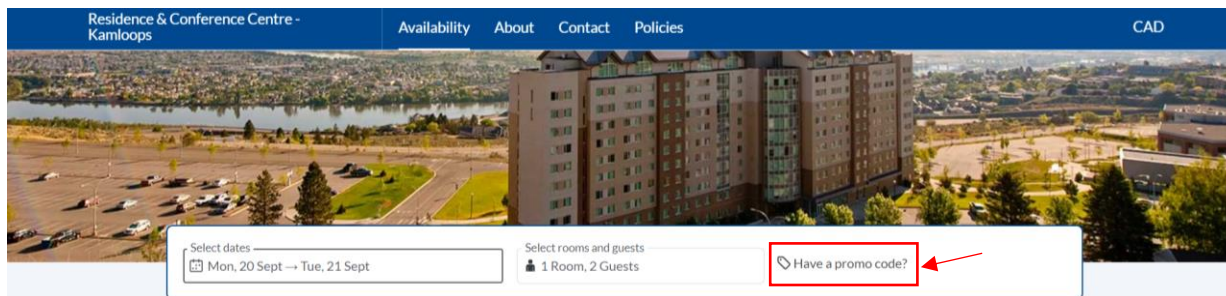 Residence & Conference Centre -
Kamloops
Availability About Contact Policies
CAD
Select dates
Mon, 20 Sept → Tue, 21 Sept
Select rooms and guests
1 Room, 2 Guests
Have a promo code?